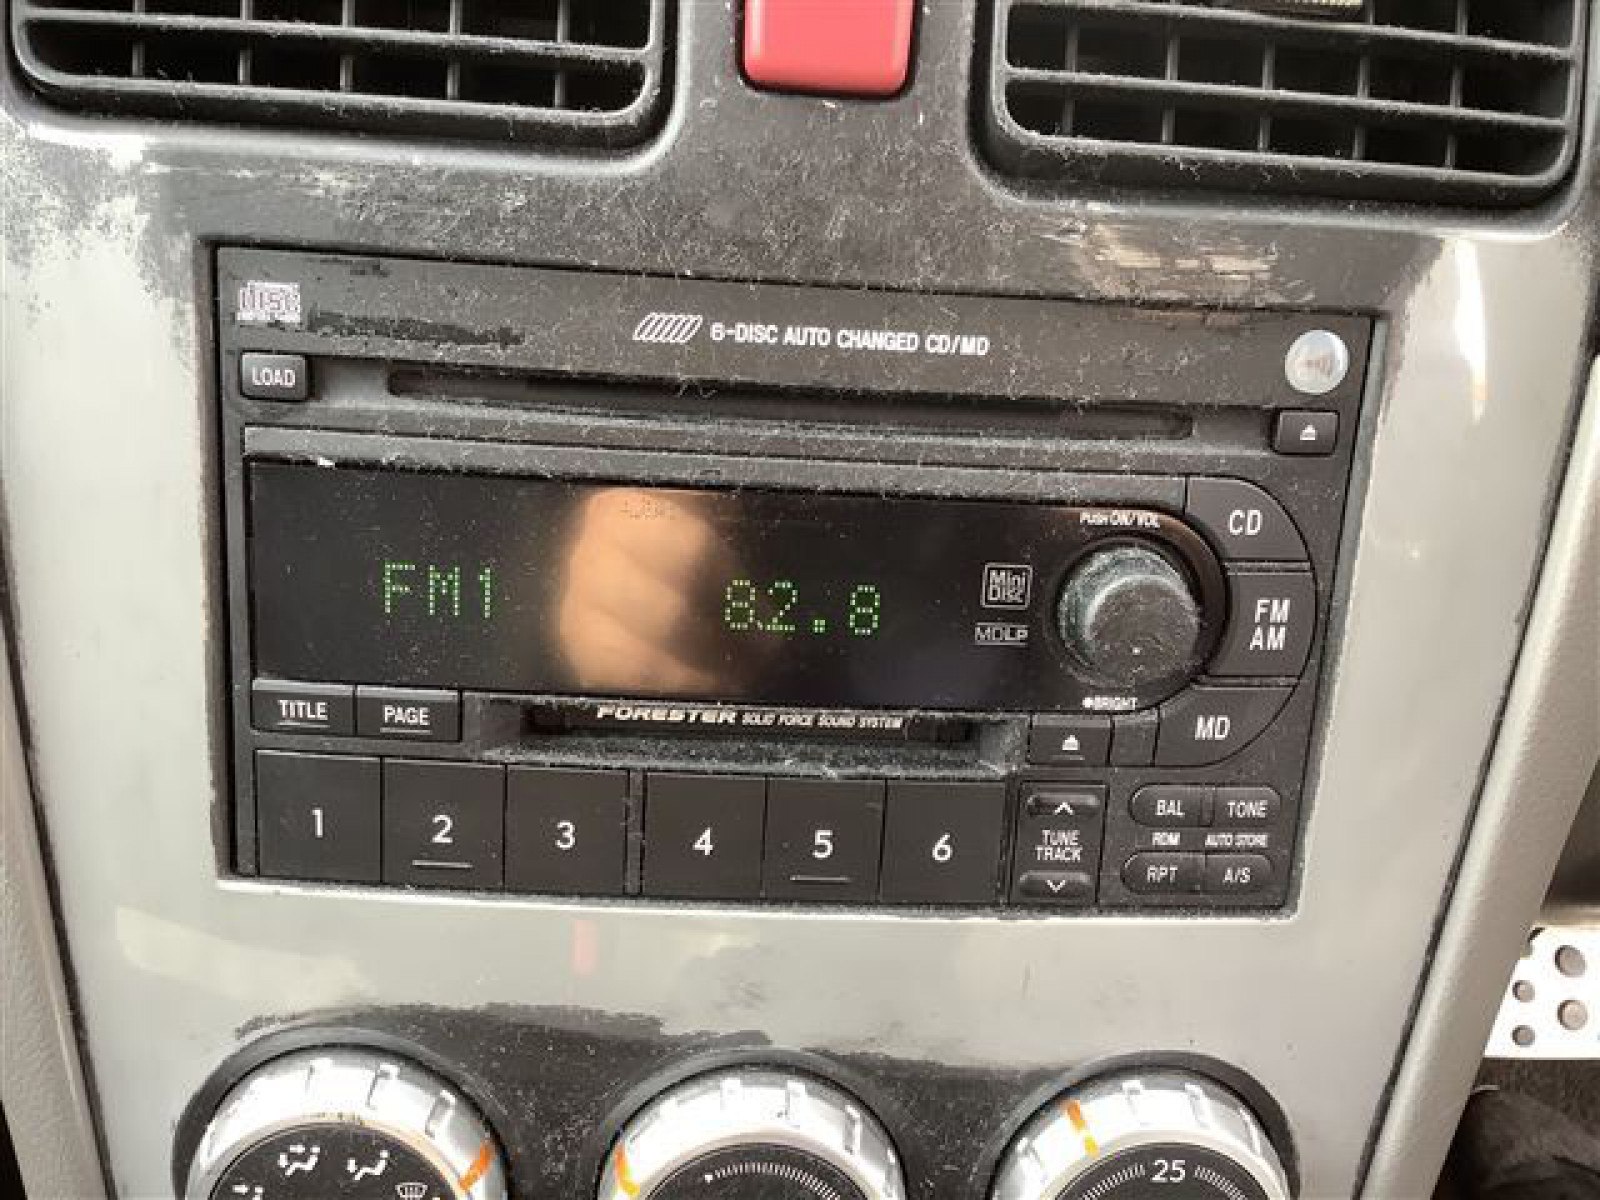 disc
6-DISC AUTO CHANGED CD/MD
LOAD
CD
PUSH ON/VOL
FM1 82.8
Mini Disc
MDLP
FM
AM
BRIGHT
MD
TITLE
PAGE
FORESTER SOLID FORCE SOUND SYSTEM
1 2 3 4 5 6
TUNE
TRACK
BAL TONE
RDM AUTO STORE
RPT A/S
25